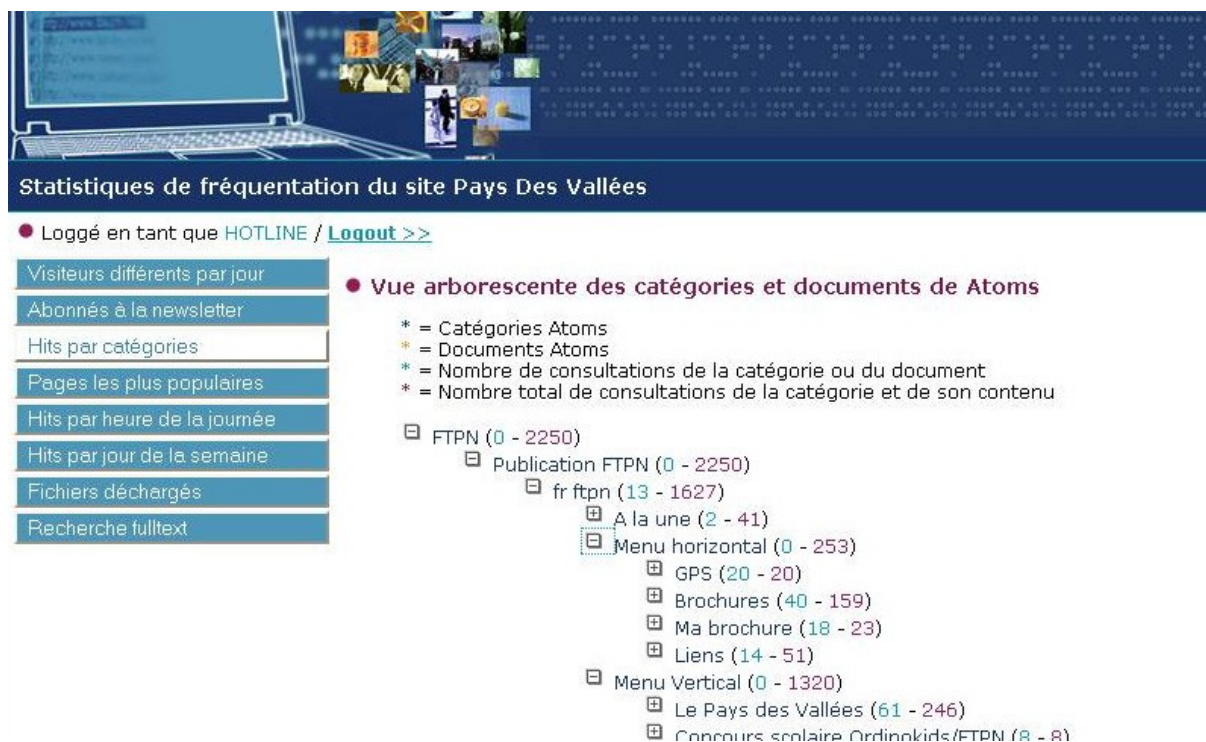 Statistiques de fréquentation du site Pays Des Vallées
Loggé en tant que HOTLINE / Logout >>
Visiteurs différents par jour
Abonnés à la newsletter
Hits par catégories
Pages les plus populaires
Hits par heure de la journée
Hits par jour de la semaine
Fichiers déchargés
Recherche fulltext
Vue arborescente des catégories et documents de Atoms
* = Catégories Atoms
* = Documents Atoms
* = Nombre de consultations de la catégorie ou du document
* = Nombre total de consultations de la catégorie et de son contenu
FTPN (0 - 2250)
Publication FTPN (0 - 2250)
fr ftpn (13 - 1627)
A la une (2 - 41)
Menu horizontal (0 - 253)
GPS (20 - 20)
Brochures (40 - 159)
Ma brochure (18 - 23)
Liens (14 - 51)
Menu Vertical (0 - 1320)
Le Pays des Vallées (61 - 246)
Concours scolaire Ordinokids/FTPN (8 - 8)